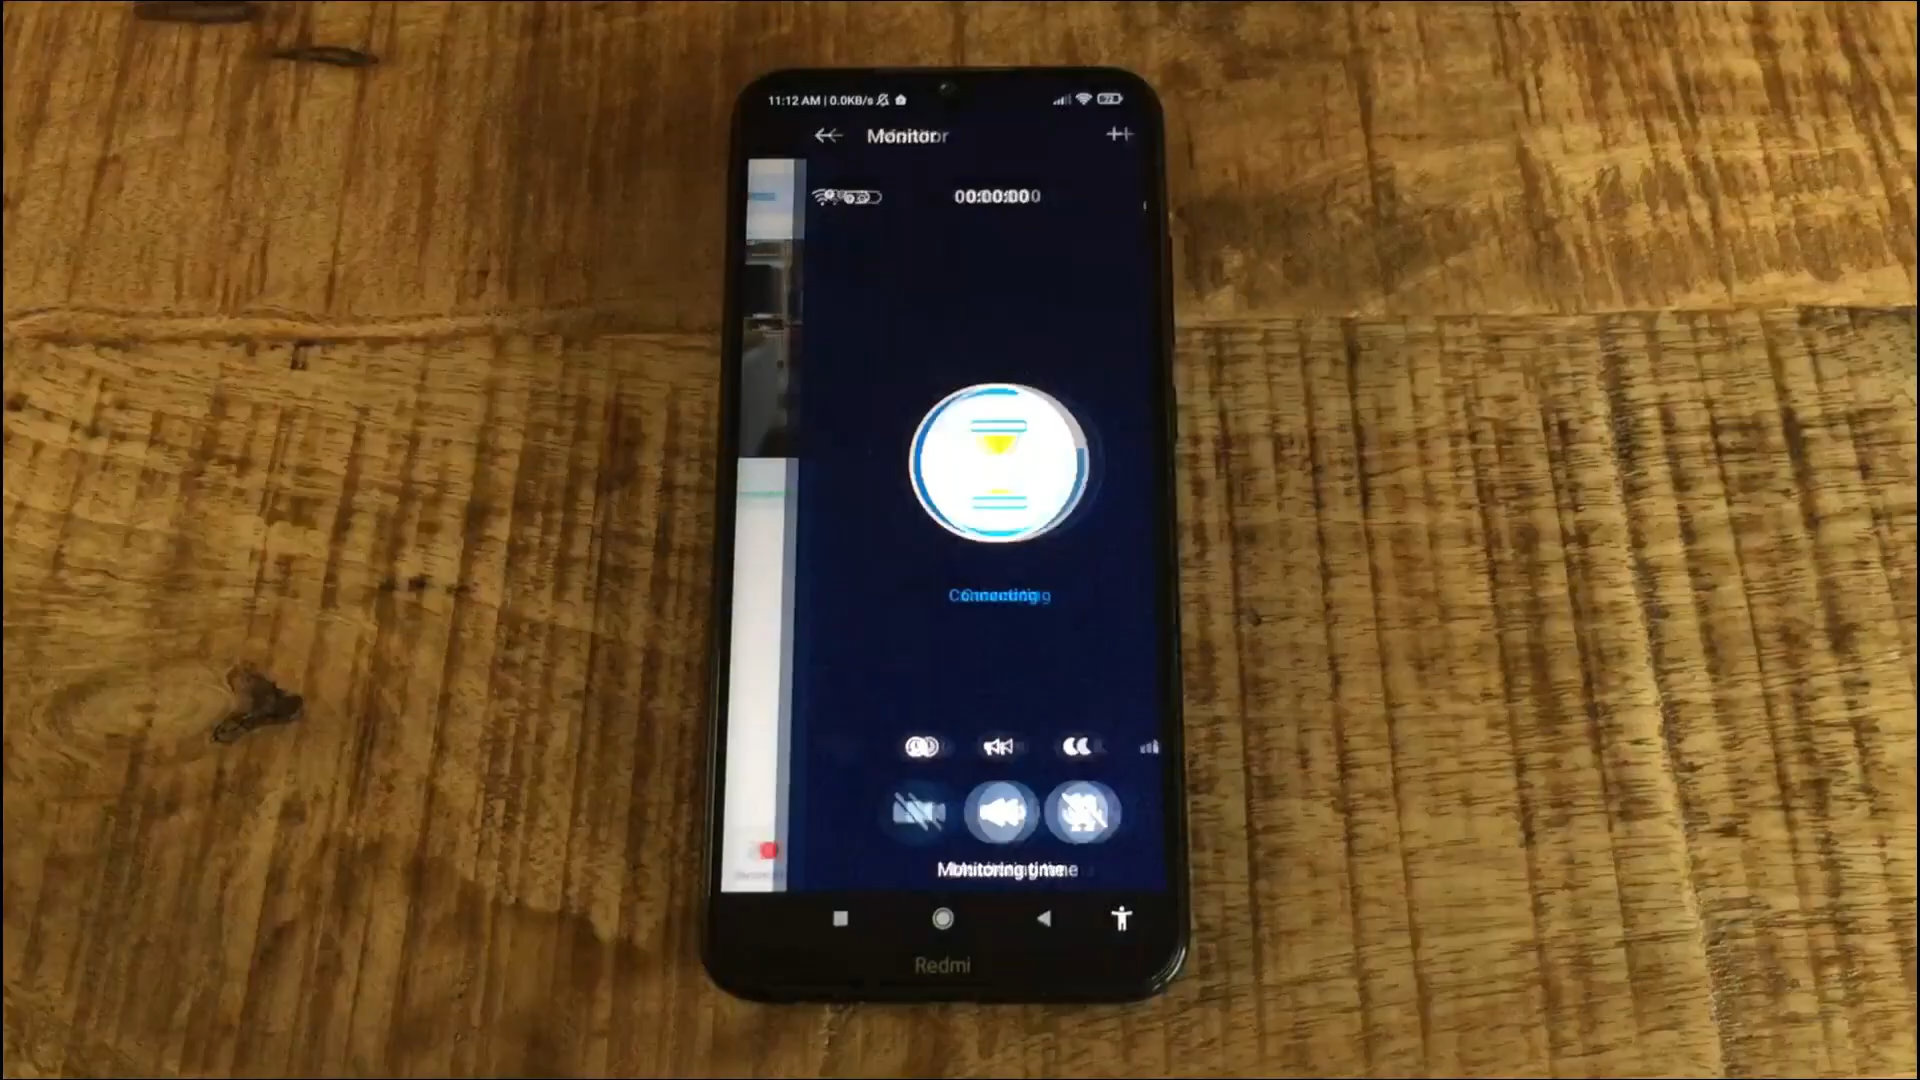 11:12 AM | 0.0KB/s
Monitor
00:00:00
Connecting
Monitoring time
Redmi